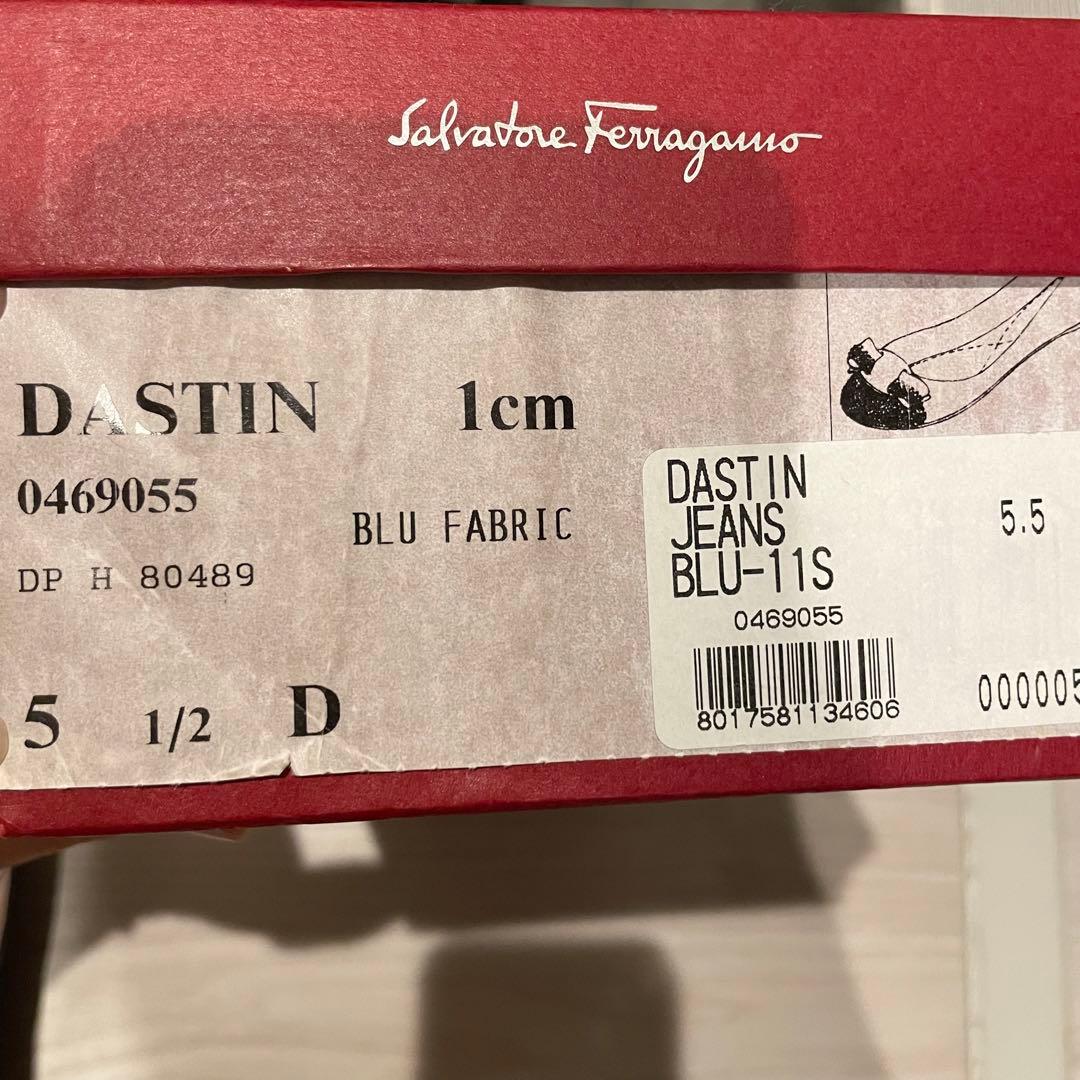 Salvatore Ferragamo
DASTIN 1cm
0469055
BLU FABRIC
DP H 80489
5 1/2 D
DASTIN
JEANS
BLU-11S
5.5
0469055
8017581134606
000005